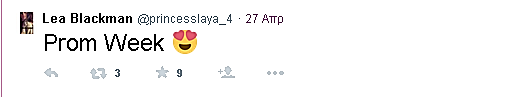 Lea Blackman @princesslaya_4 · 27 Απρ
Prom Week 😍
3 9